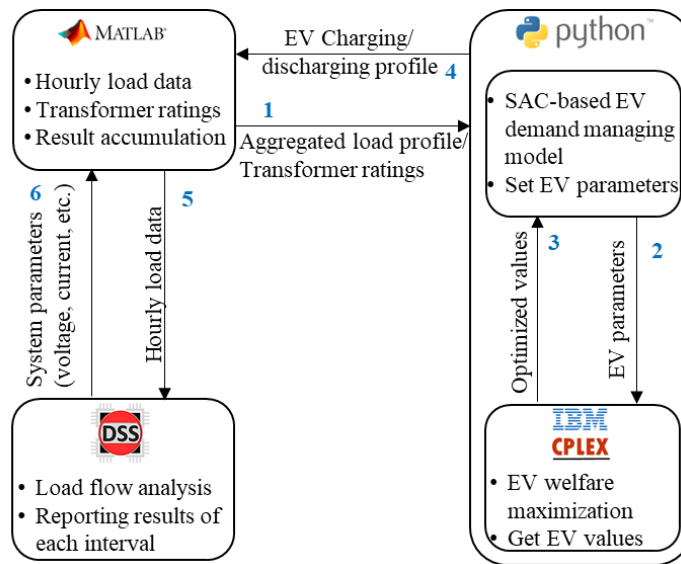 MATLAB®
• Hourly load data
• Transformer ratings
• Result accumulation
EV Charging/
discharging profile
4
1
Aggregated load profile/
Transformer ratings
python™
• SAC-based EV
demand managing
model
• Set EV parameters
6
System parameters
(voltage, current, etc.)
5
Hourly load data
3
Optimized values
2
EV parameters
DSS
• Load flow analysis
• Reporting results of
each interval
IBM
CPLEX
• EV welfare
maximization
• Get EV values